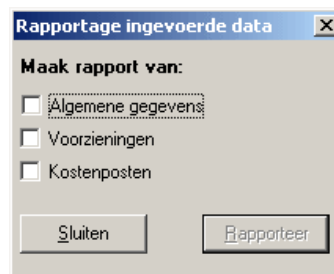 Rapportage ingevoerde data
Maak rapport van:
Algemene gegevens
Voorzieningen
Kostenposten
Sluiten Rapporteer